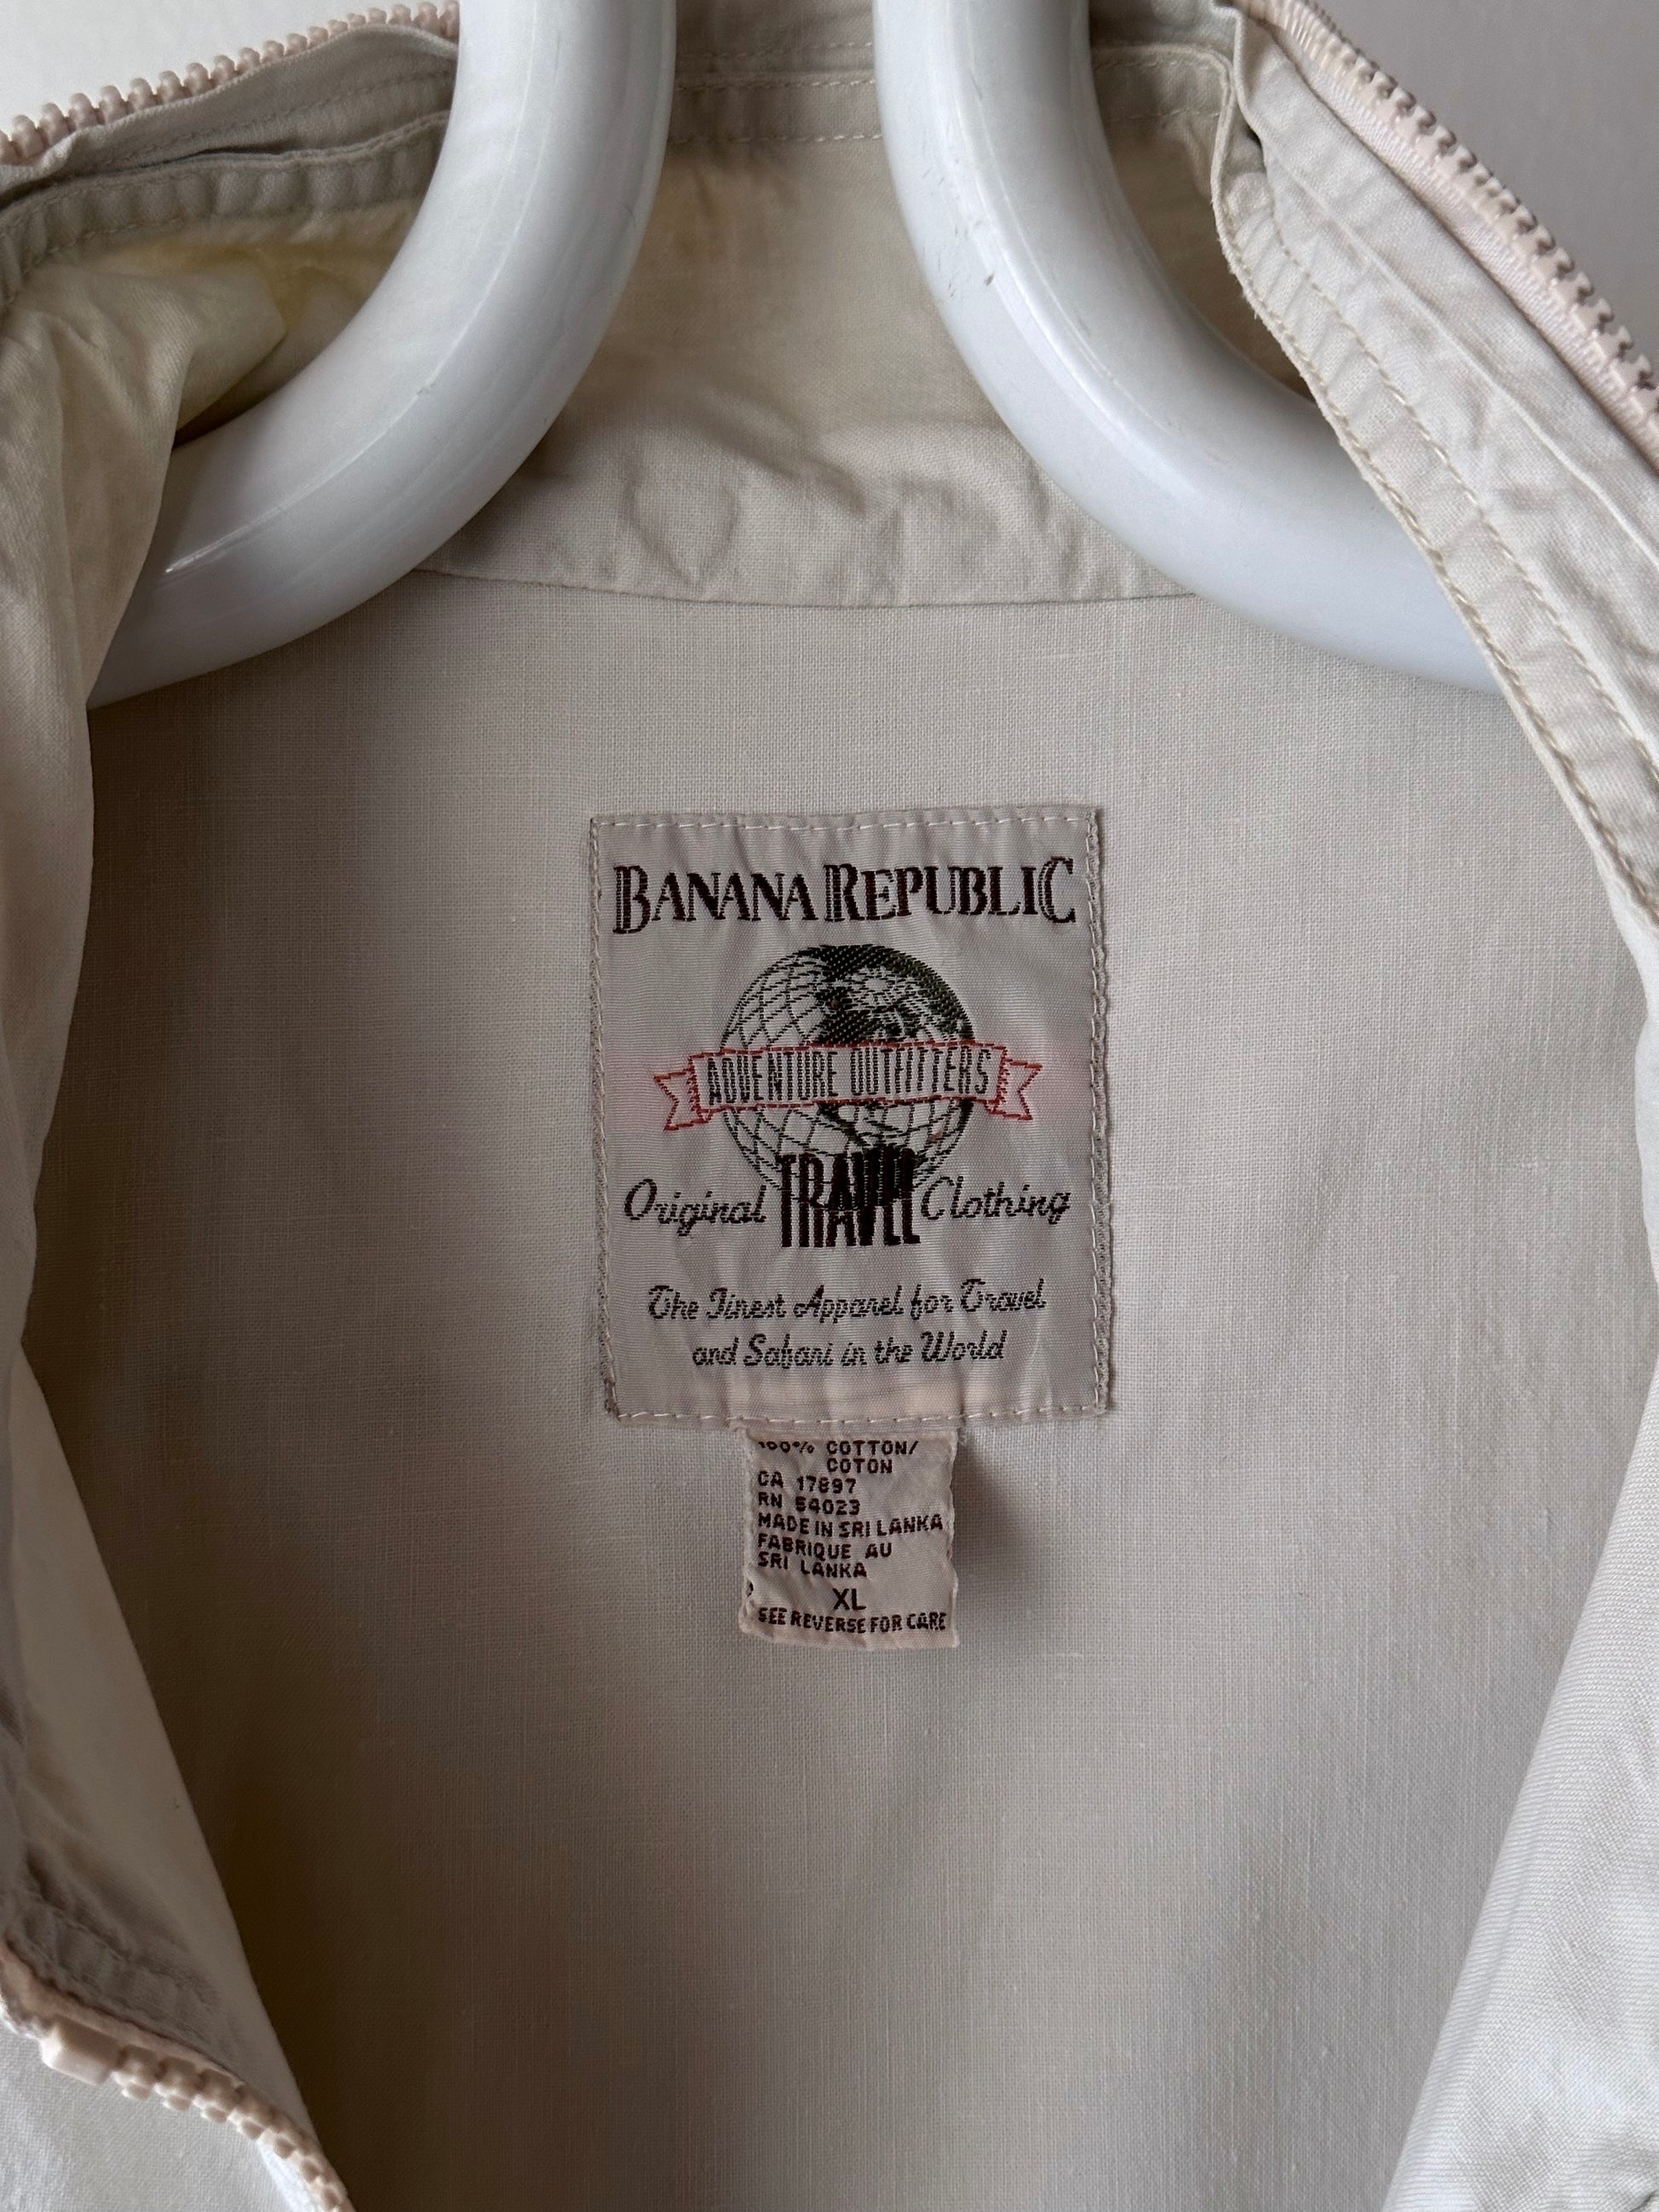 BANANA REPUBLIC
ADVENTURE OUTFITTERS
Original TRAVEL Clothing
The Finest Apparel for Travel
and Safari in the World
100% COTTON/
COTON
CA 17897
RN 54023
MADE IN SRI LANKA
FABRIQUE AU
SRI LANKA
XL
SEE REVERSE FOR CARE